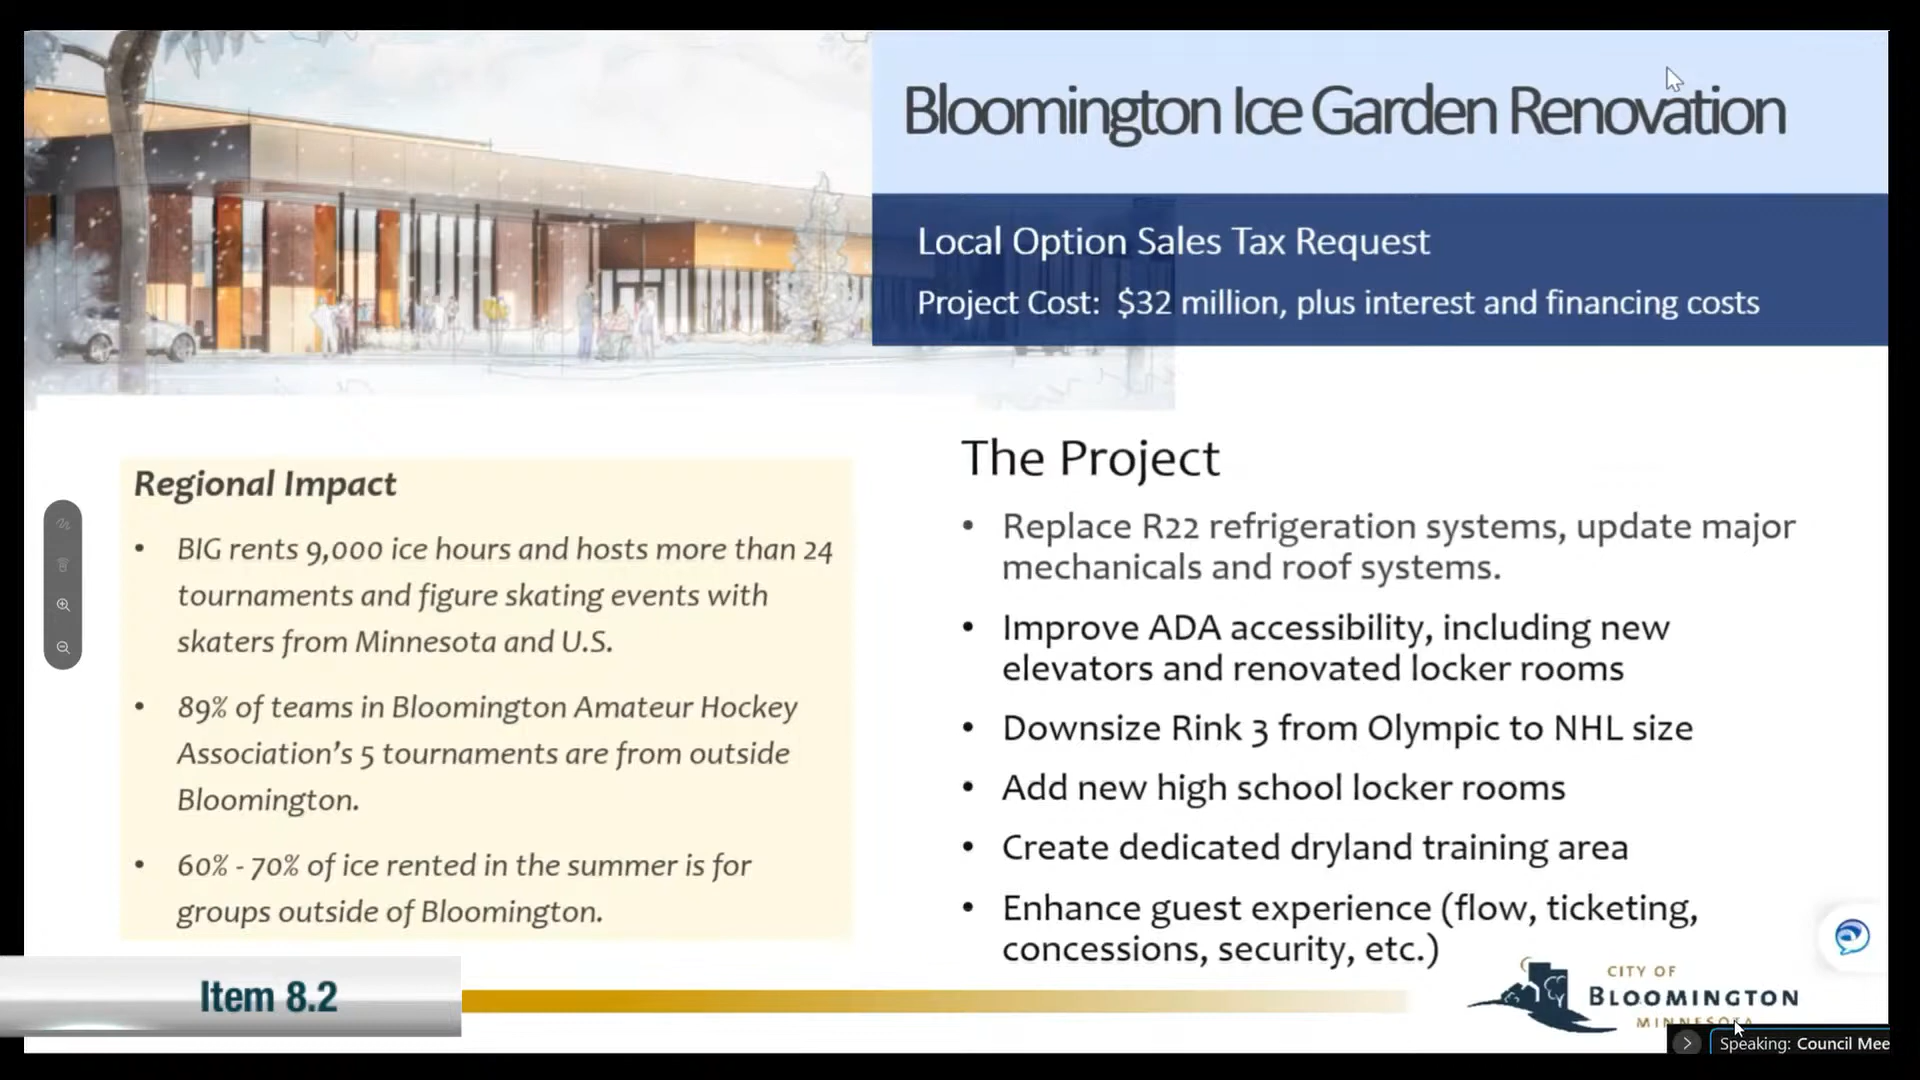 Bloomington Ice Garden Renovation
Local Option Sales Tax Request
Project Cost: $32 million, plus interest and financing costs
Regional Impact
• BIG rents 9,000 ice hours and hosts more than 24
tournaments and figure skating events with
skaters from Minnesota and U.S.
• 89% of teams in Bloomington Amateur Hockey
Association's 5 tournaments are from outside
Bloomington.
• 60% - 70% of ice rented in the summer is for
groups outside of Bloomington.
The Project
• Replace R22 refrigeration systems, update major
mechanicals and roof systems.
• Improve ADA accessibility, including new
elevators and renovated locker rooms
• Downsize Rink 3 from Olympic to NHL size
• Add new high school locker rooms
• Create dedicated dryland training area
• Enhance guest experience (flow, ticketing,
concessions, security, etc.)
Item 8.2
CITY OF
BLOOMINGTON
MINNESOTA
Speaking: Council Mee